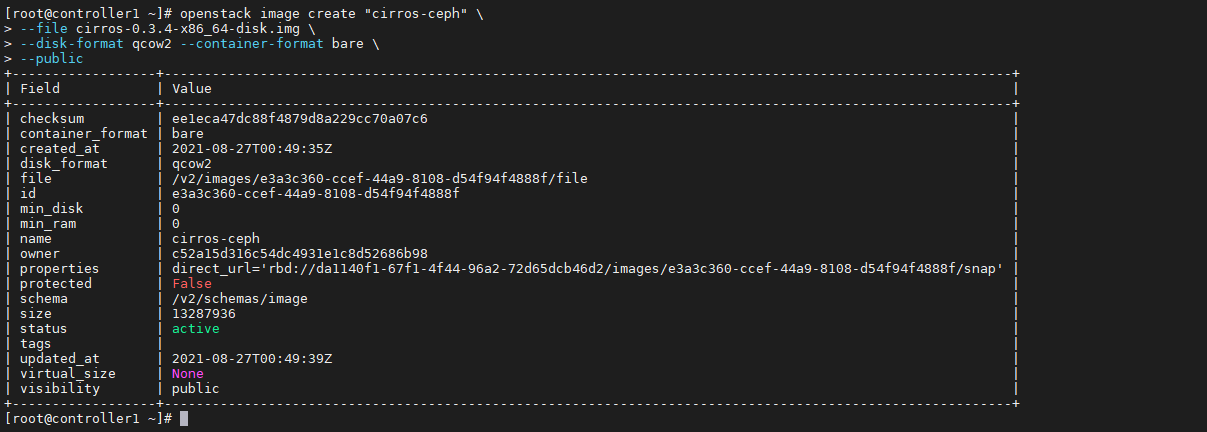 [root@controller1 ~]# openstack image create "cirros-ceph" \
> --file cirros-0.3.4-x86_64-disk.img \
> --disk-format qcow2 --container-format bare \
> --public
+------------------+----------------------------------------------------------------------------------------------------------+
| Field            | Value                                                                                                    |
+------------------+----------------------------------------------------------------------------------------------------------+
| checksum         | ee1eca47dc88f4879d8a229cc70a07c6                                                                         |
| container_format | bare                                                                                                     |
| created_at       | 2021-08-27T00:49:35Z                                                                                     |
| disk_format      | qcow2                                                                                                    |
| file             | /v2/images/e3a3c360-ccef-44a9-8108-d54f94f4888f/file                                                     |
| id               | e3a3c360-ccef-44a9-8108-d54f94f4888f                                                                     |
| min_disk         | 0                                                                                                        |
| min_ram          | 0                                                                                                        |
| name             | cirros-ceph                                                                                              |
| owner            | c52a15d316c54dc4931e1c8d52686b98                                                                         |
| properties       | direct_url='rbd://da1140f1-67f1-4f44-96a2-72d65dcb46d2/images/e3a3c360-ccef-44a9-8108-d54f94f4888f/snap' |
| protected        | False                                                                                                    |
| schema           | /v2/schemas/image                                                                                        |
| size             | 13287936                                                                                                 |
| status           | active                                                                                                   |
| tags             |                                                                                                          |
| updated_at       | 2021-08-27T00:49:39Z                                                                                     |
| virtual_size     | None                                                                                                     |
| visibility       | public                                                                                                   |
+------------------+----------------------------------------------------------------------------------------------------------+
[root@controller1 ~]#